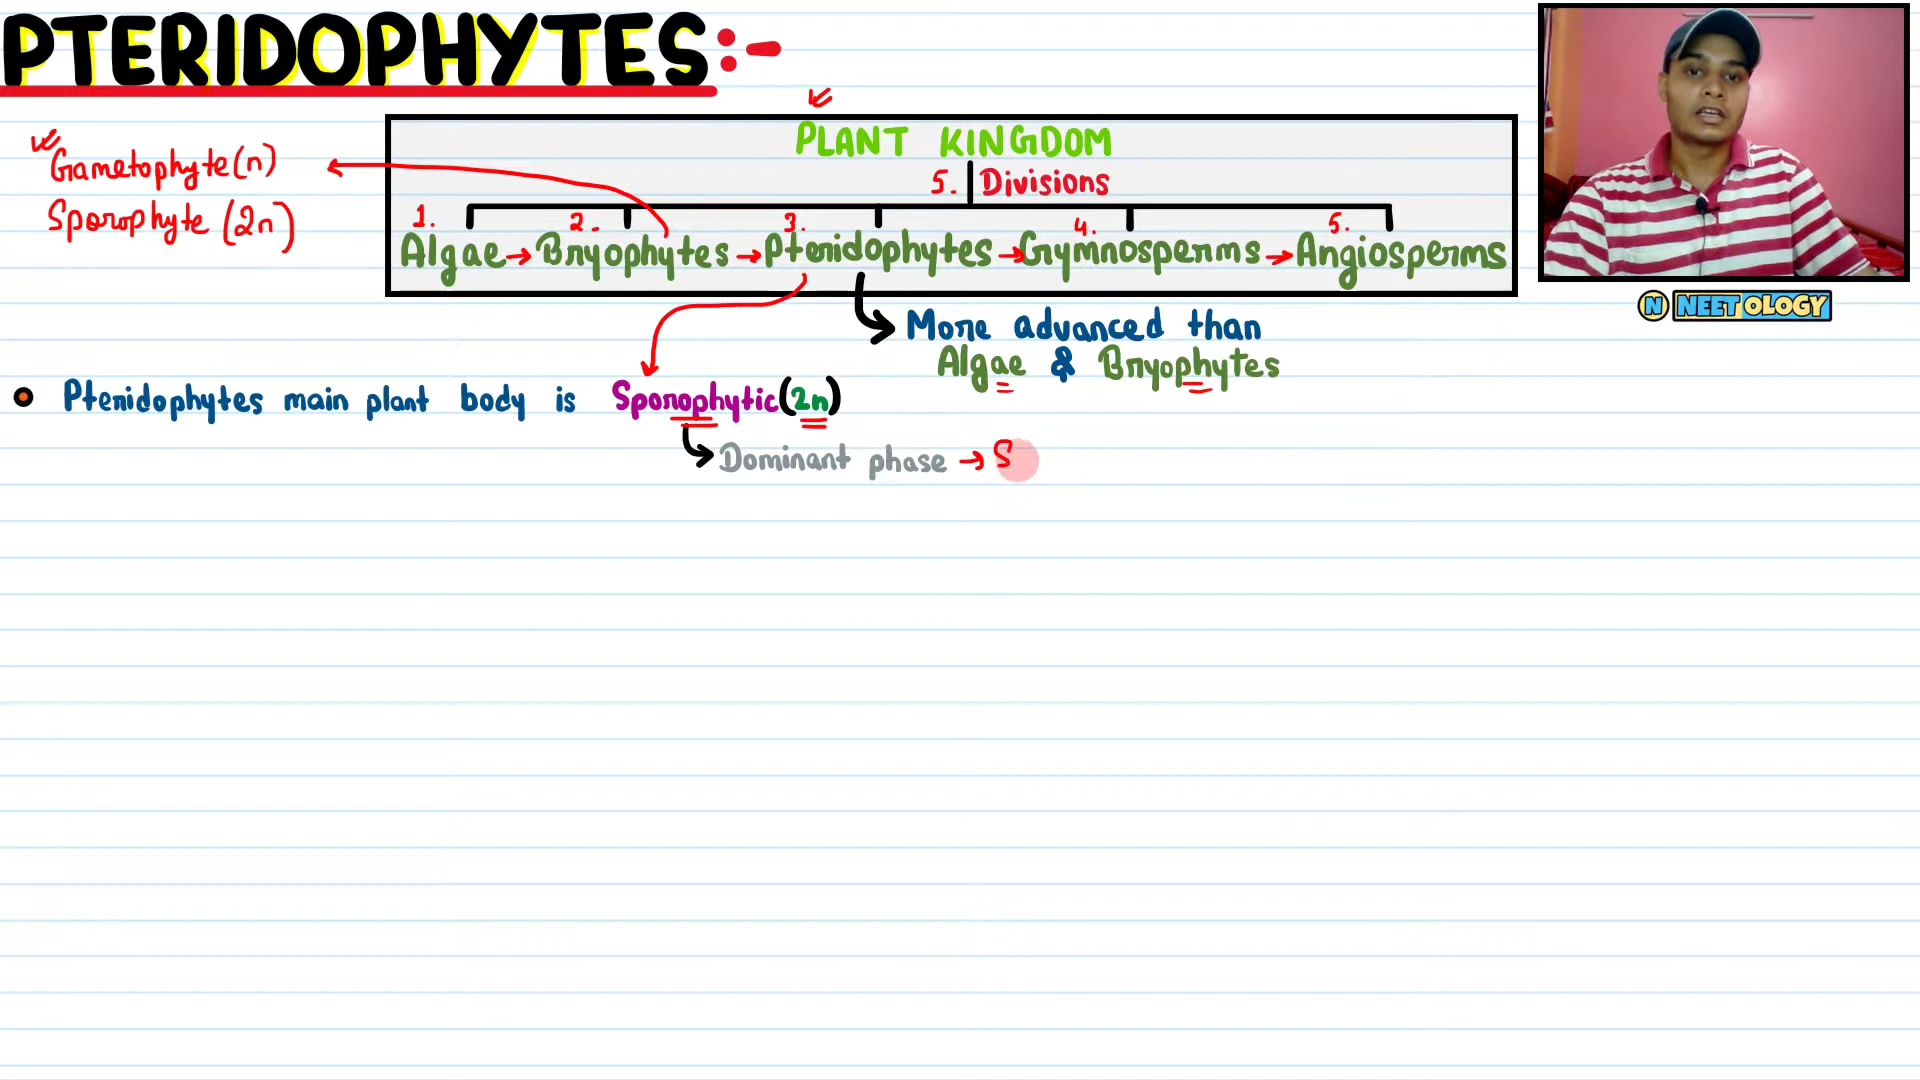 PTERIDOPHYTES:-
PLANT KINGDOM
5. Divisions
Gametophyte(n)
Sporophyte (2n)
1. 2. 3. 4. 5.
Algae → Bryophytes → Pteridophytes → Gymnosperms → Angiosperms
N NEETOLOGY
More advanced than
Algae & Bryophytes
Pteridophytes main plant body is Sporophytic(2n)
Dominant phase → S